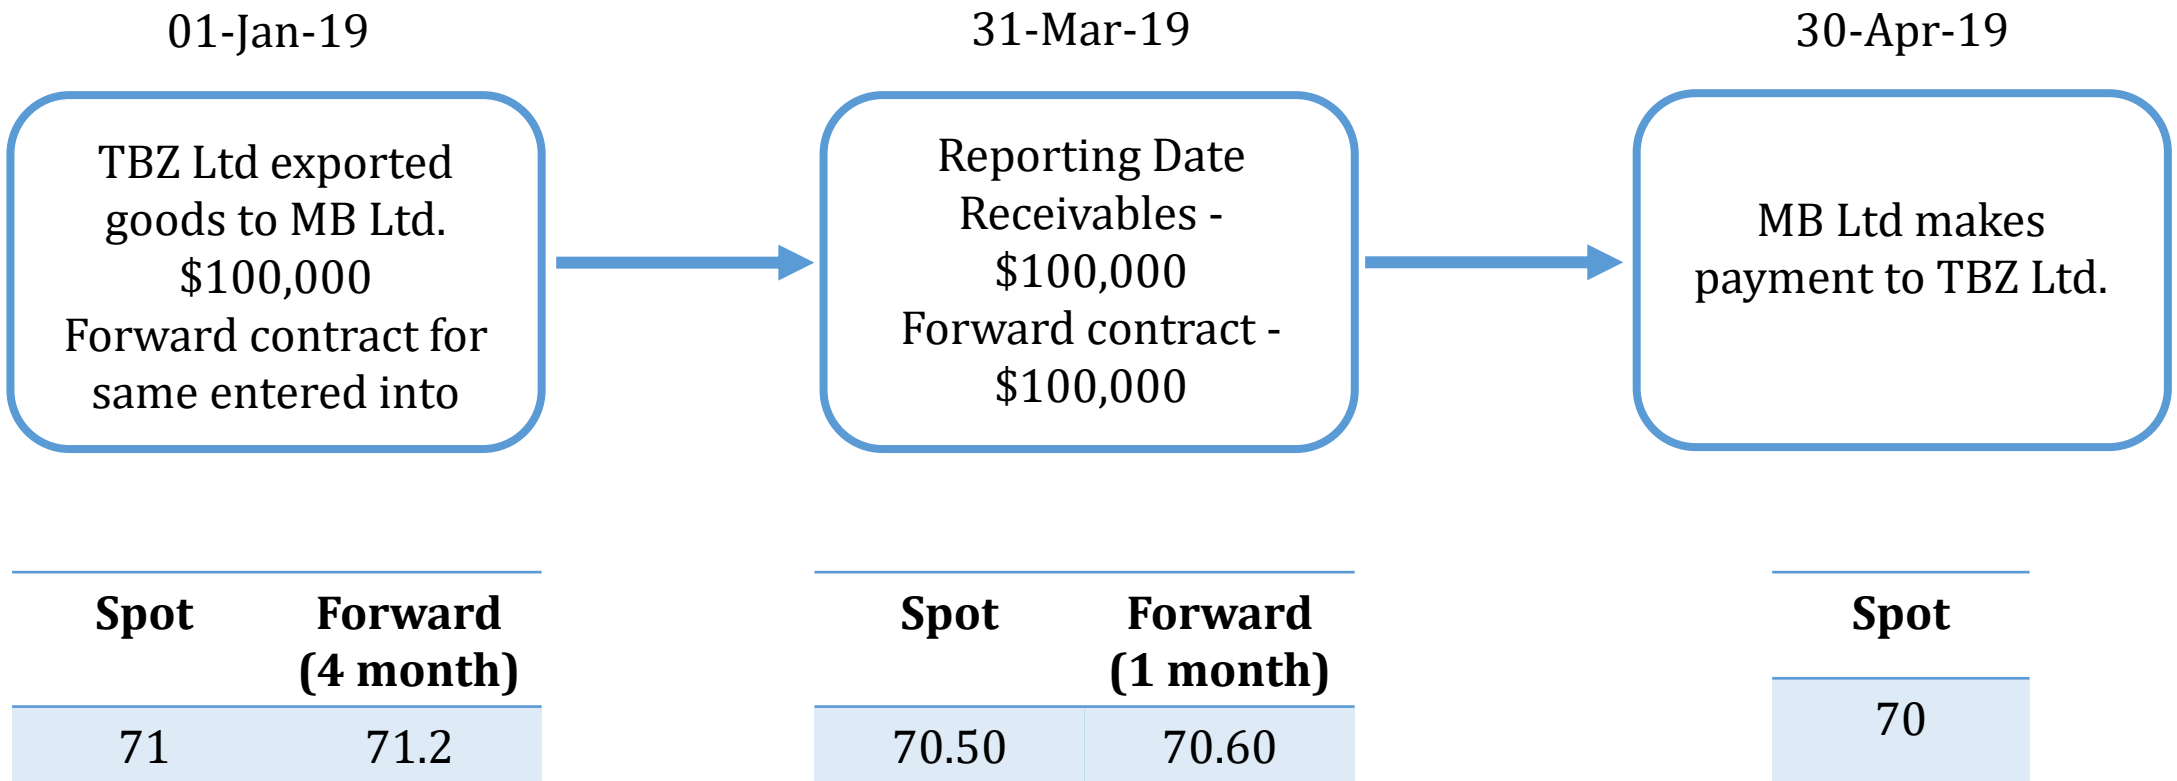 01-Jan-19
31-Mar-19
30-Apr-19
TBZ Ltd exported
goods to MB Ltd.
$100,000
Forward contract for
same entered into
Reporting Date
Receivables -
$100,000
Forward contract -
$100,000
MB Ltd makes
payment to TBZ Ltd.
Spot Forward
(4 month)
71 71.2
Spot Forward
(1 month)
70.50 70.60
Spot
70